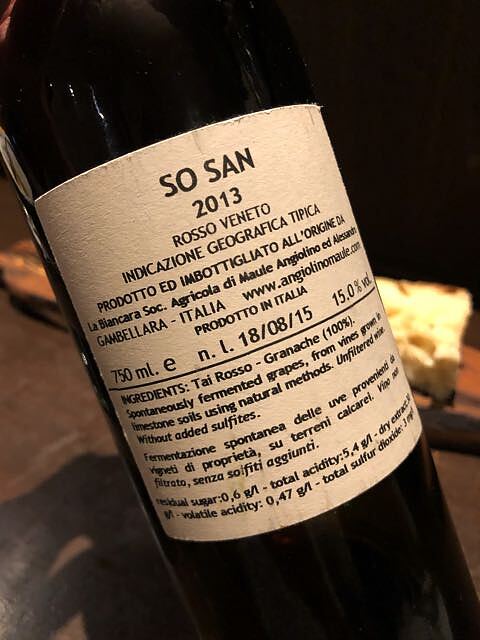 SO SAN
2013
ROSSO VENETO
INDICAZIONE GEOGRAFICA TIPICA
PRODOTTO ED IMBOTTIGLIATO ALL'ORIGINE DA
La Biancara Soc. Agricola di Maule Angiolino ed Alessandro
GAMBELLARA - ITALIA www.angiolinomaule.com
PRODOTTO IN ITALIA
750 ml. e n. l. 18/08/15 15.0 % vol.
INGREDIENTS: Tai Rosso - Granache (100%).
Spontaneously fermented grapes, from vines grown in
limestone soils using natural methods. Unfiltered wine.
Without added sulfites.
Fermentazione spontanea delle uve provenienti da
vigneti di proprietà, su terreni calcarei. Vino non
filtrato, senza solfiti aggiunti.
residual sugar:0,6 g/l - total acidity:5,4 g/l - dry extract:
g/l - volatile acidity: 0,47 g/l - total sulfur dioxide: 3 mg